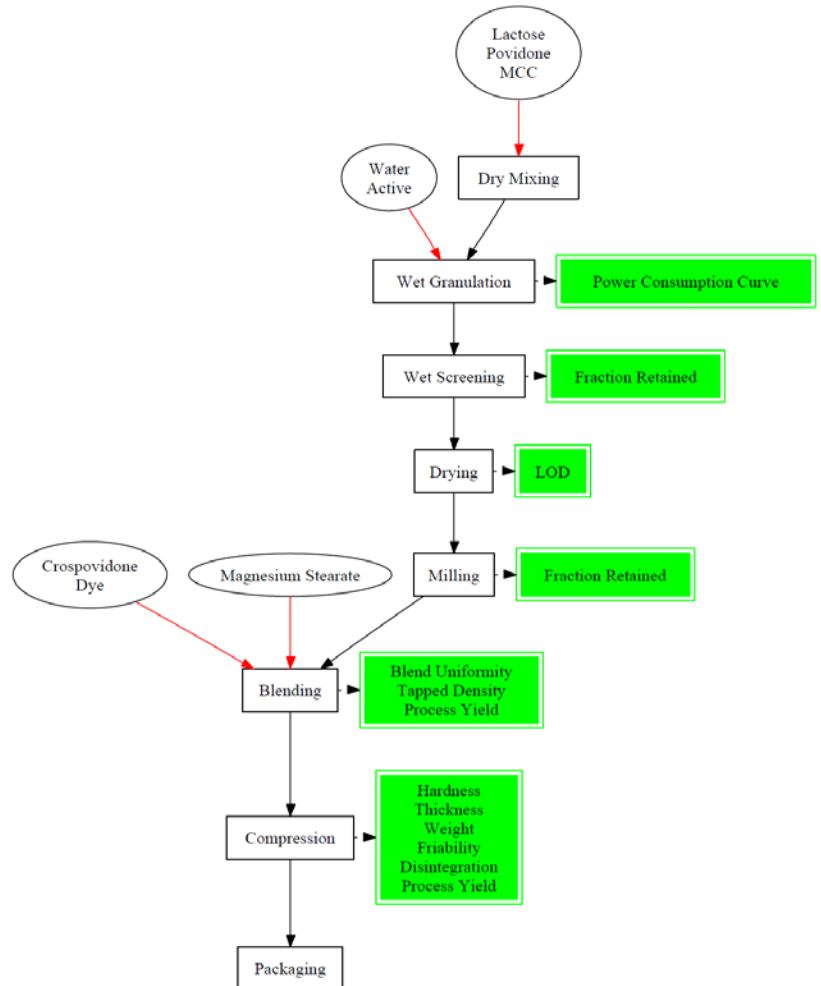 Lactose
Povidone
MCC
Water
Active
Dry Mixing
Wet Granulation
Power Consumption Curve
Wet Screening
Fraction Retained
Drying
LOD
Crospovidone
Dye
Magnesium Stearate
Milling
Fraction Retained
Blending
Blend Uniformity
Tapped Density
Process Yield
Compression
Hardness
Thickness
Weight
Friability
Disintegration
Process Yield
Packaging